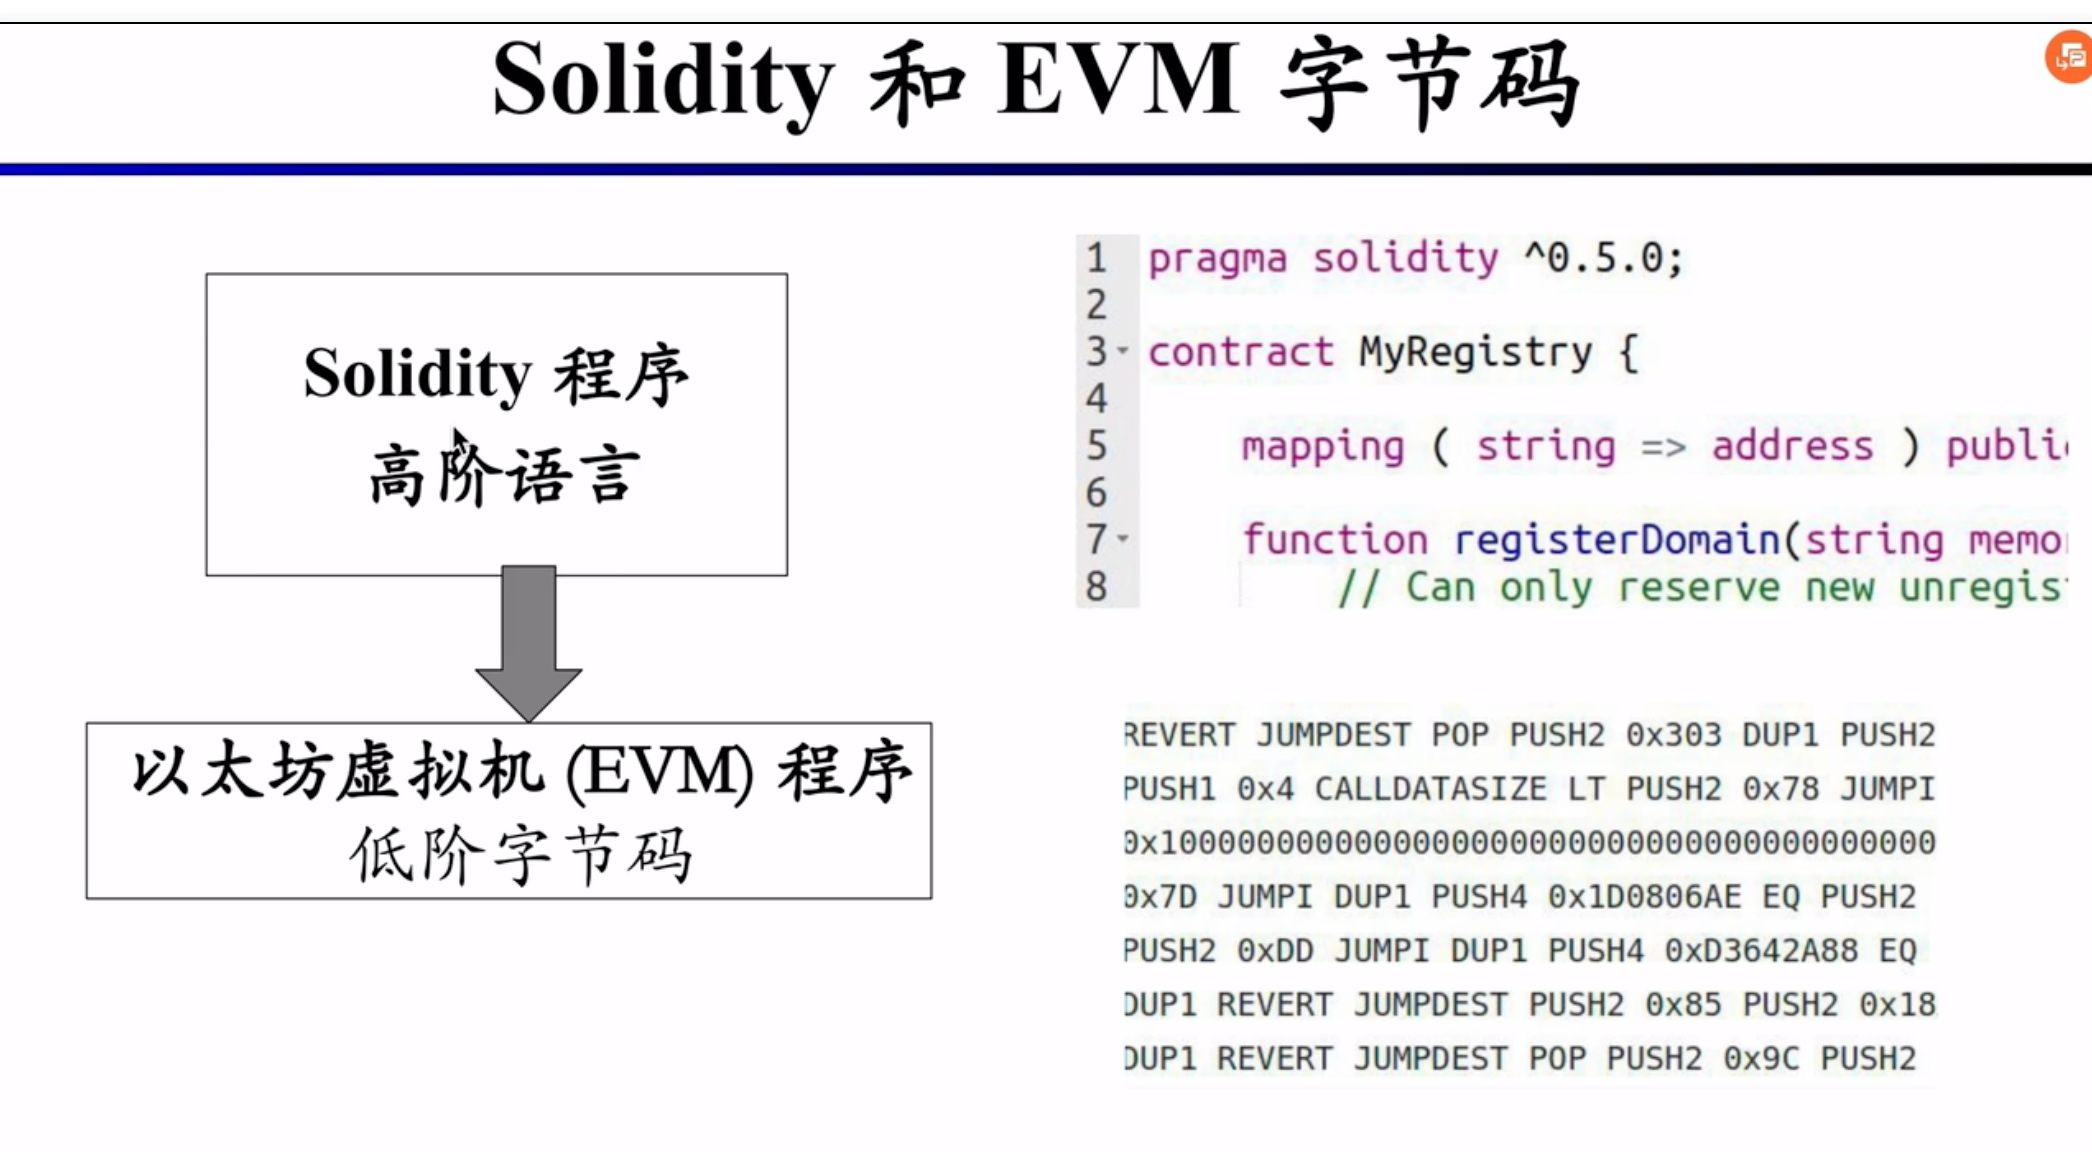 Solidity 和 EVM 字节码
Solidity 程序
高阶语言
以太坊虚拟机 (EVM) 程序
低阶字节码
1 pragma solidity ^0.5.0;
2
3 contract MyRegistry {
4
5 mapping ( string => address ) public
6
7 function registerDomain(string memo
8 // Can only reserve new unregis
REVERT JUMPDEST POP PUSH2 0x303 DUP1 PUSH2
PUSH1 0x4 CALLDATASIZE LT PUSH2 0x78 JUMPI
0x100000000000000000000000000000000000000
0x7D JUMPI DUP1 PUSH4 0x1D0806AE EQ PUSH2
PUSH2 0xDD JUMPI DUP1 PUSH4 0xD3642A88 EQ
DUP1 REVERT JUMPDEST PUSH2 0x85 PUSH2 0x18
DUP1 REVERT JUMPDEST POP PUSH2 0x9C PUSH2